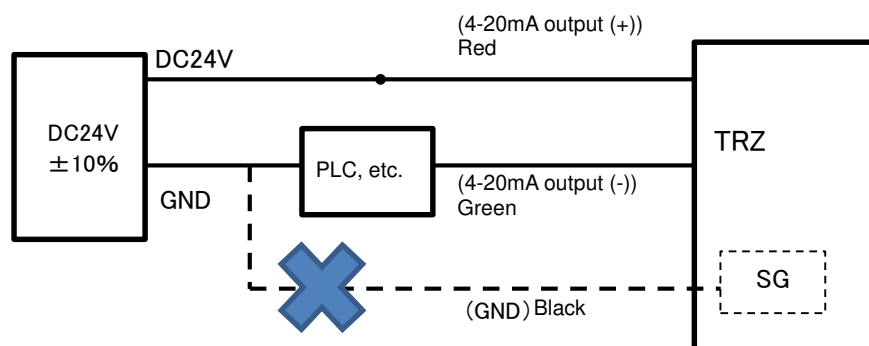 (4-20mA output (+))
Red
DC24V
DC24V
±10%
TRZ
PLC, etc.
GND
(4-20mA output (-))
Green
SG
(GND) Black